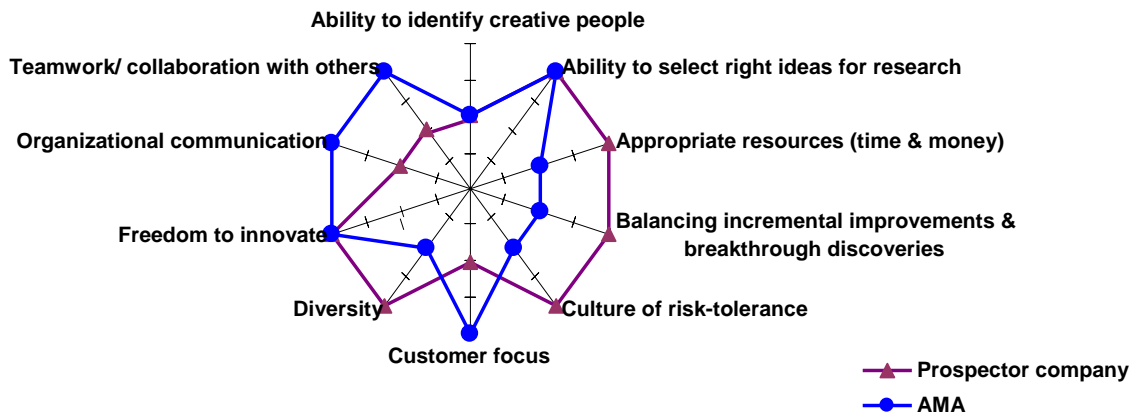 Ability to identify creative people
Teamwork/ collaboration with others
Ability to select right ideas for research
Organizational communication
Appropriate resources (time & money)
Freedom to innovate
Balancing incremental improvements &
breakthrough discoveries
Diversity
Culture of risk-tolerance
Customer focus
Prospector company
AMA